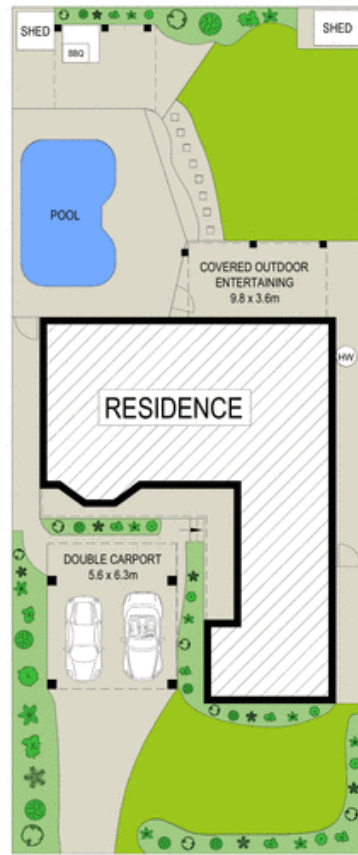 SHED
SHED
BBQ
POOL
COVERED OUTDOOR
ENTERTAINING
9.8 x 3.6m
HW
RESIDENCE
DOUBLE CARPORT
5.6 x 6.3m